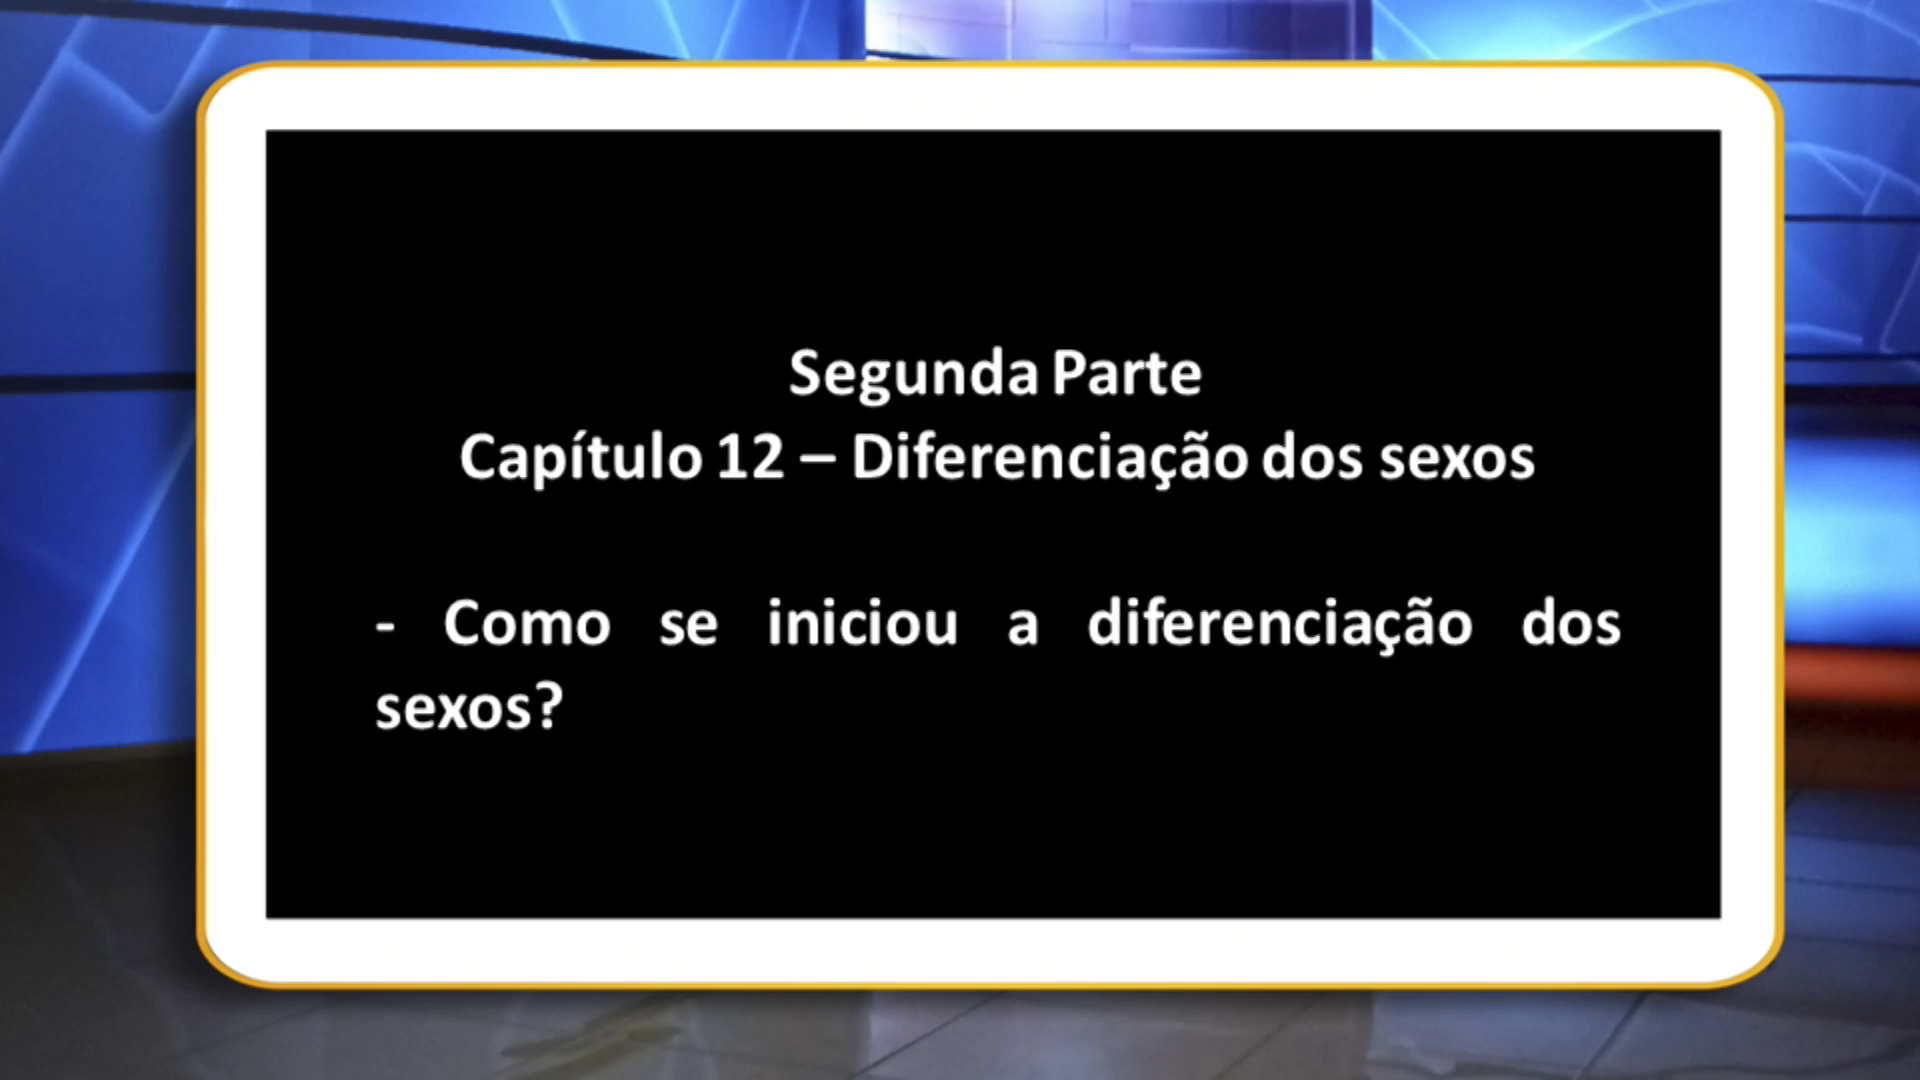 Segunda Parte
Capítulo 12 – Diferenciação dos sexos
- Como se iniciou a diferenciação dos
sexos?